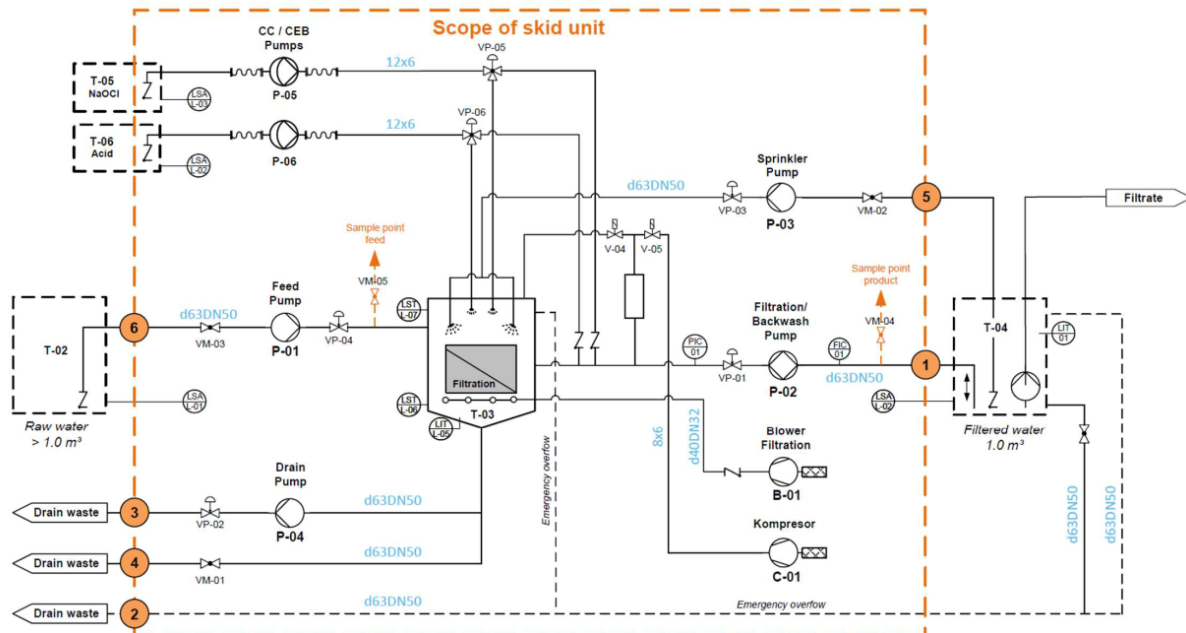 Scope of skid unit
CC / CEB
Pumps
VP-05
T-05
NaOCl
LSA
L-03
P-05
12x6
VP-06
T-06
Acid
LSA
L-02
P-06
12x6
Sprinkler
Pump
d63DN50
VP-03
P-03
VM-02
5
Filtrate
V-04
V-05
Sample point
feed
VM-05
Sample point
product
VM-04
Feed
Pump
LST
L-07
Filtration/
Backwash
Pump
T-04
LIT
01
6
d63DN50
VM-03
P-01
VP-04
T-02
PIC
01
VP-01
P-02
FIC
01
d63DN50
1
Filtration
LST
L-06
T-03
LIT
L-05
LSA
L-01
LSA
L-02
Raw water
> 1.0 m³
Filtered water
1.0 m³
8x6
d40DN32
Blower
Filtration
B-01
Emergency overfow
Drain
Pump
Drain waste
3
VP-02
P-04
d63DN50
Kompresor
C-01
d63DN50
d63DN50
Drain waste
4
VM-01
d63DN50
Drain waste
2
d63DN50
Emergency overfow